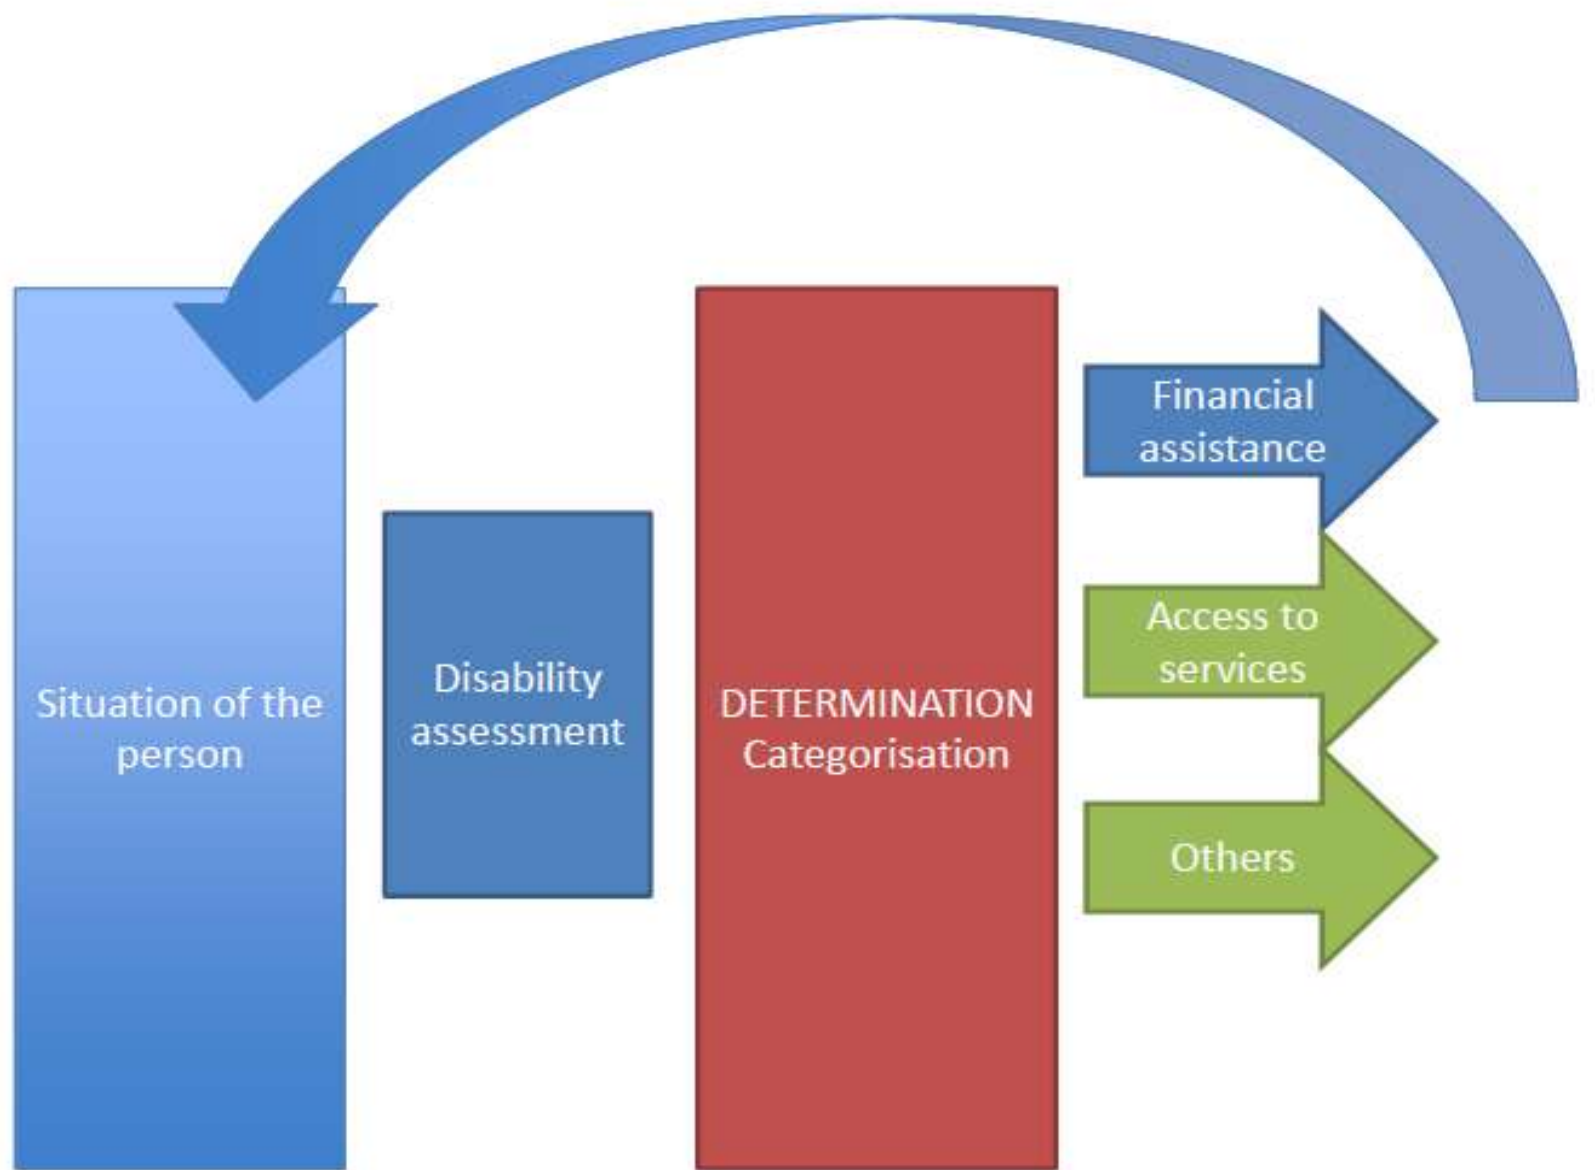 Situation of the
person
Disability
assessment
DETERMINATION
Categorisation
Financial
assistance
Access to
services
Others